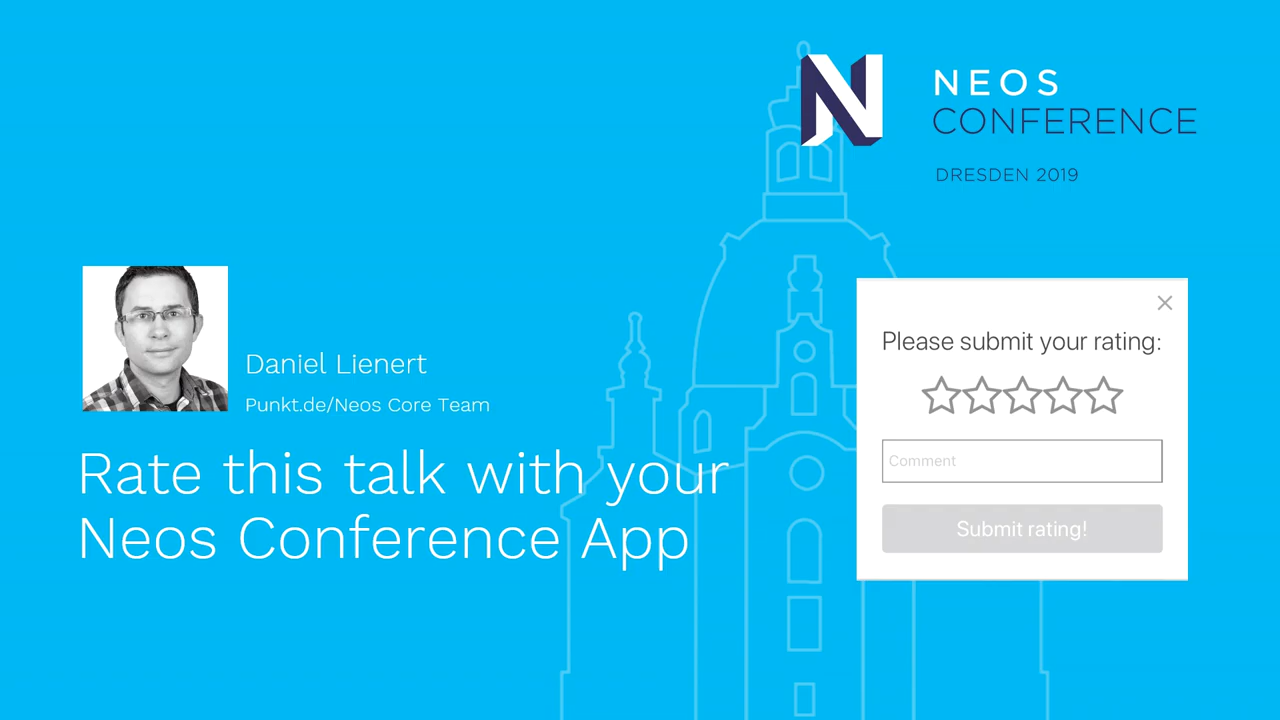 NEOS
CONFERENCE
DRESDEN 2019
Daniel Lienert
Punkt.de/Neos Core Team
Rate this talk with your
Neos Conference App
Please submit your rating:
Comment
Submit rating!